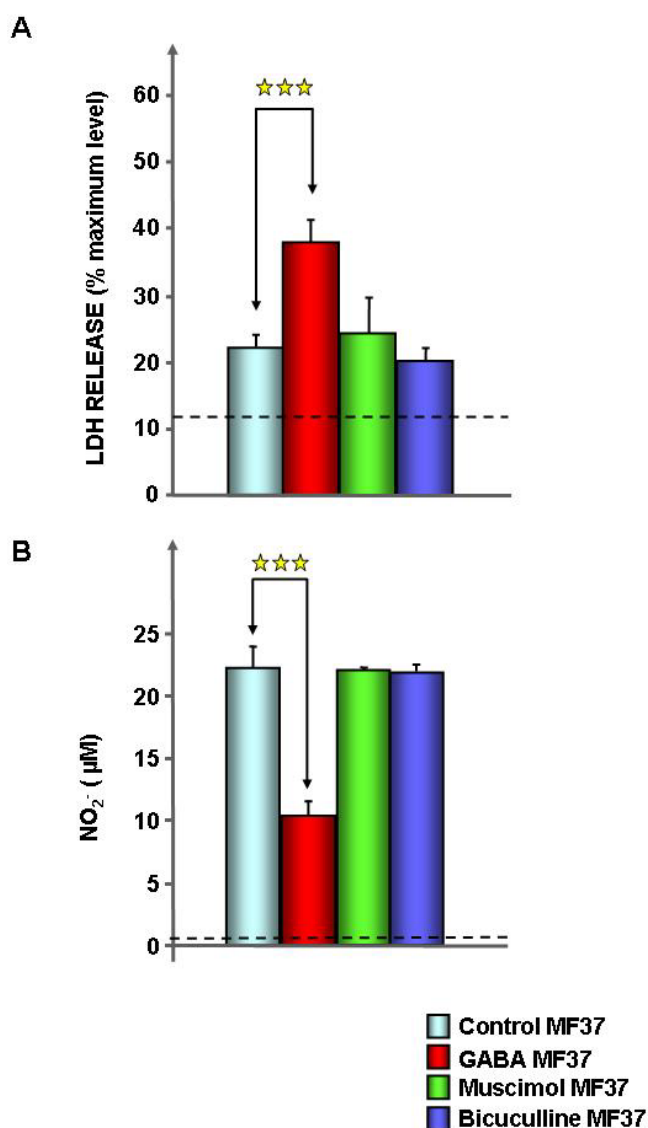 A
LDH RELEASE (% maximum level)
60
50
40
30
20
10
0
B
NO₂⁻ ( µM)
25
20
15
10
5
0
Control MF37
GABA MF37
Muscimol MF37
Bicuculline MF37